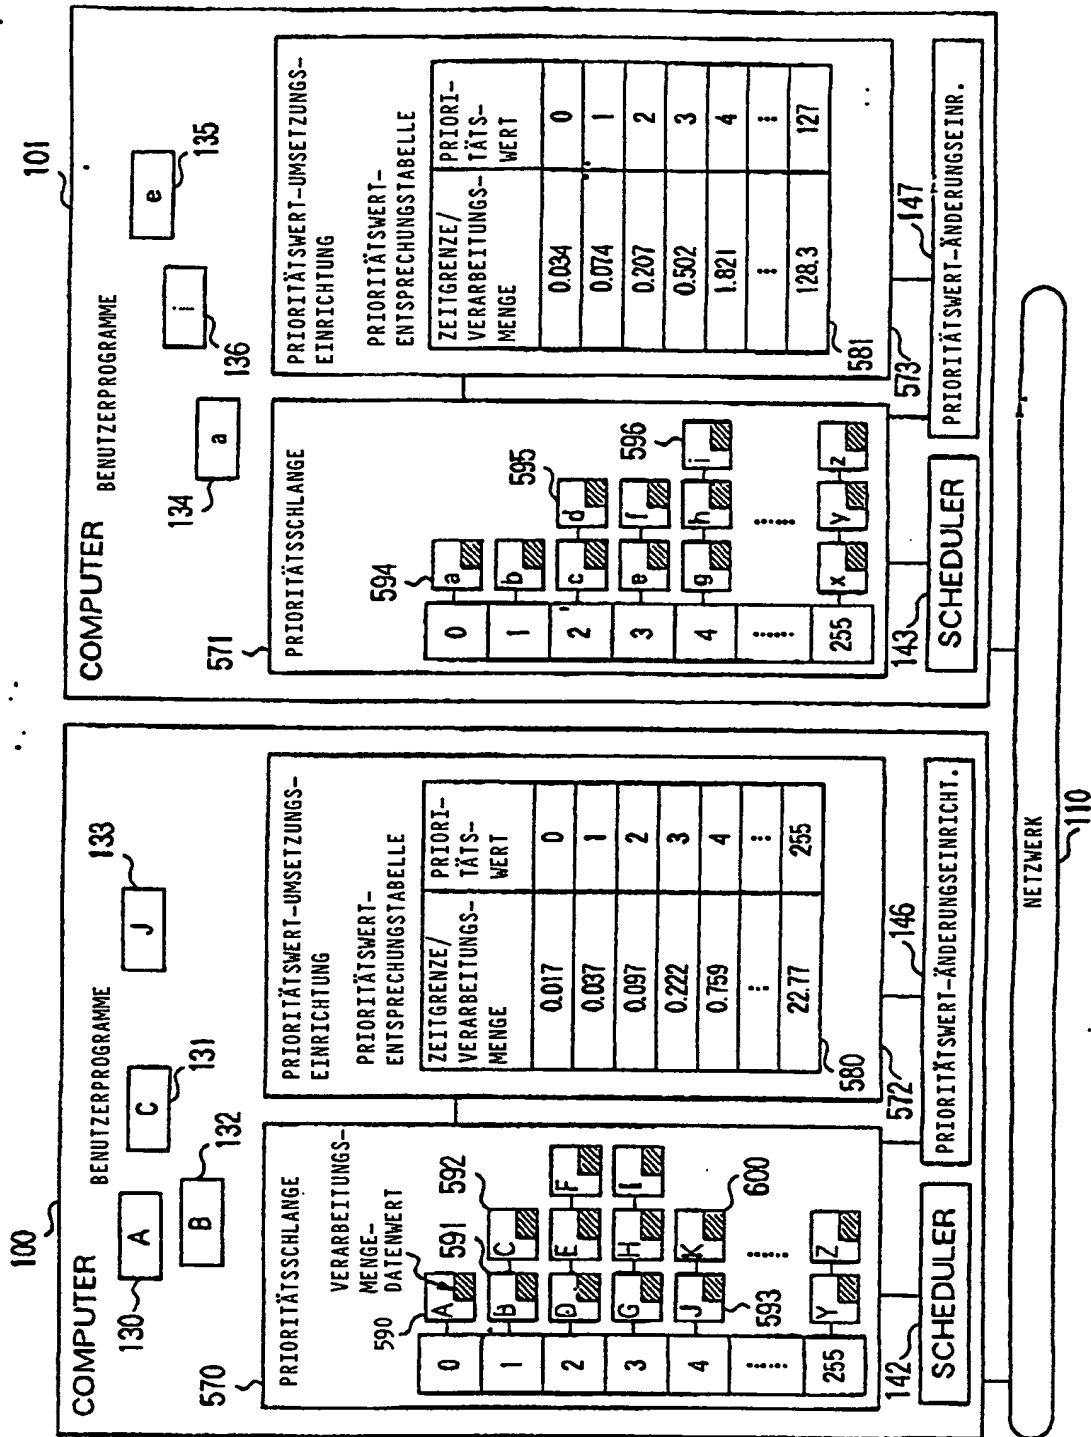 100
COMPUTER
BENUTZERPROGRAMME
A
130
B
132
C
131
J
133
570
PRIORITÄTSSCHLANGE
VERARBEITUNGS-
MENGE-
DATENWERT
590
591
592
0 A
1 B C
2 D E F
3 G H I
4 J K
......
255 Y Z
593
600
PRIORITÄTSWERT-UMSETZUNGS-
EINRICHTUNG
PRIORITÄTSWERT-
ENTSPRECHUNGSTABELLE
ZEITGRENZE/
VERARBEITUNGS-
MENGE
PRIORI-
TÄTS-
WERT
0.017 0
0.037 1
0.097 2
0.222 3
0.759 4
⋮ ⋮
22.77 255
580
572
146
142
SCHEDULER
PRIORITÄTSWERT-ÄNDERUNGSEINRICHT.
101
COMPUTER
BENUTZERPROGRAMME
a
134
i
136
e
135
571
PRIORITÄTSSCHLANGE
594
595
596
0 a
1 b
2 c d
3 e f
4 g h i
......
255 x y z
PRIORITÄTSWERT-UMSETZUNGS-
EINRICHTUNG
PRIORITÄTSWERT-
ENTSPRECHUNGSTABELLE
ZEITGRENZE/
VERARBEITUNGS-
MENGE
PRIORI-
TÄTS-
WERT
0.034 0
0.074 1
0.207 2
0.502 3
1.821 4
⋮ ⋮
128.3 127
581
573
147
143
SCHEDULER
PRIORITÄTSWERT-ÄNDERUNGSEINR.
NETZWERK
110